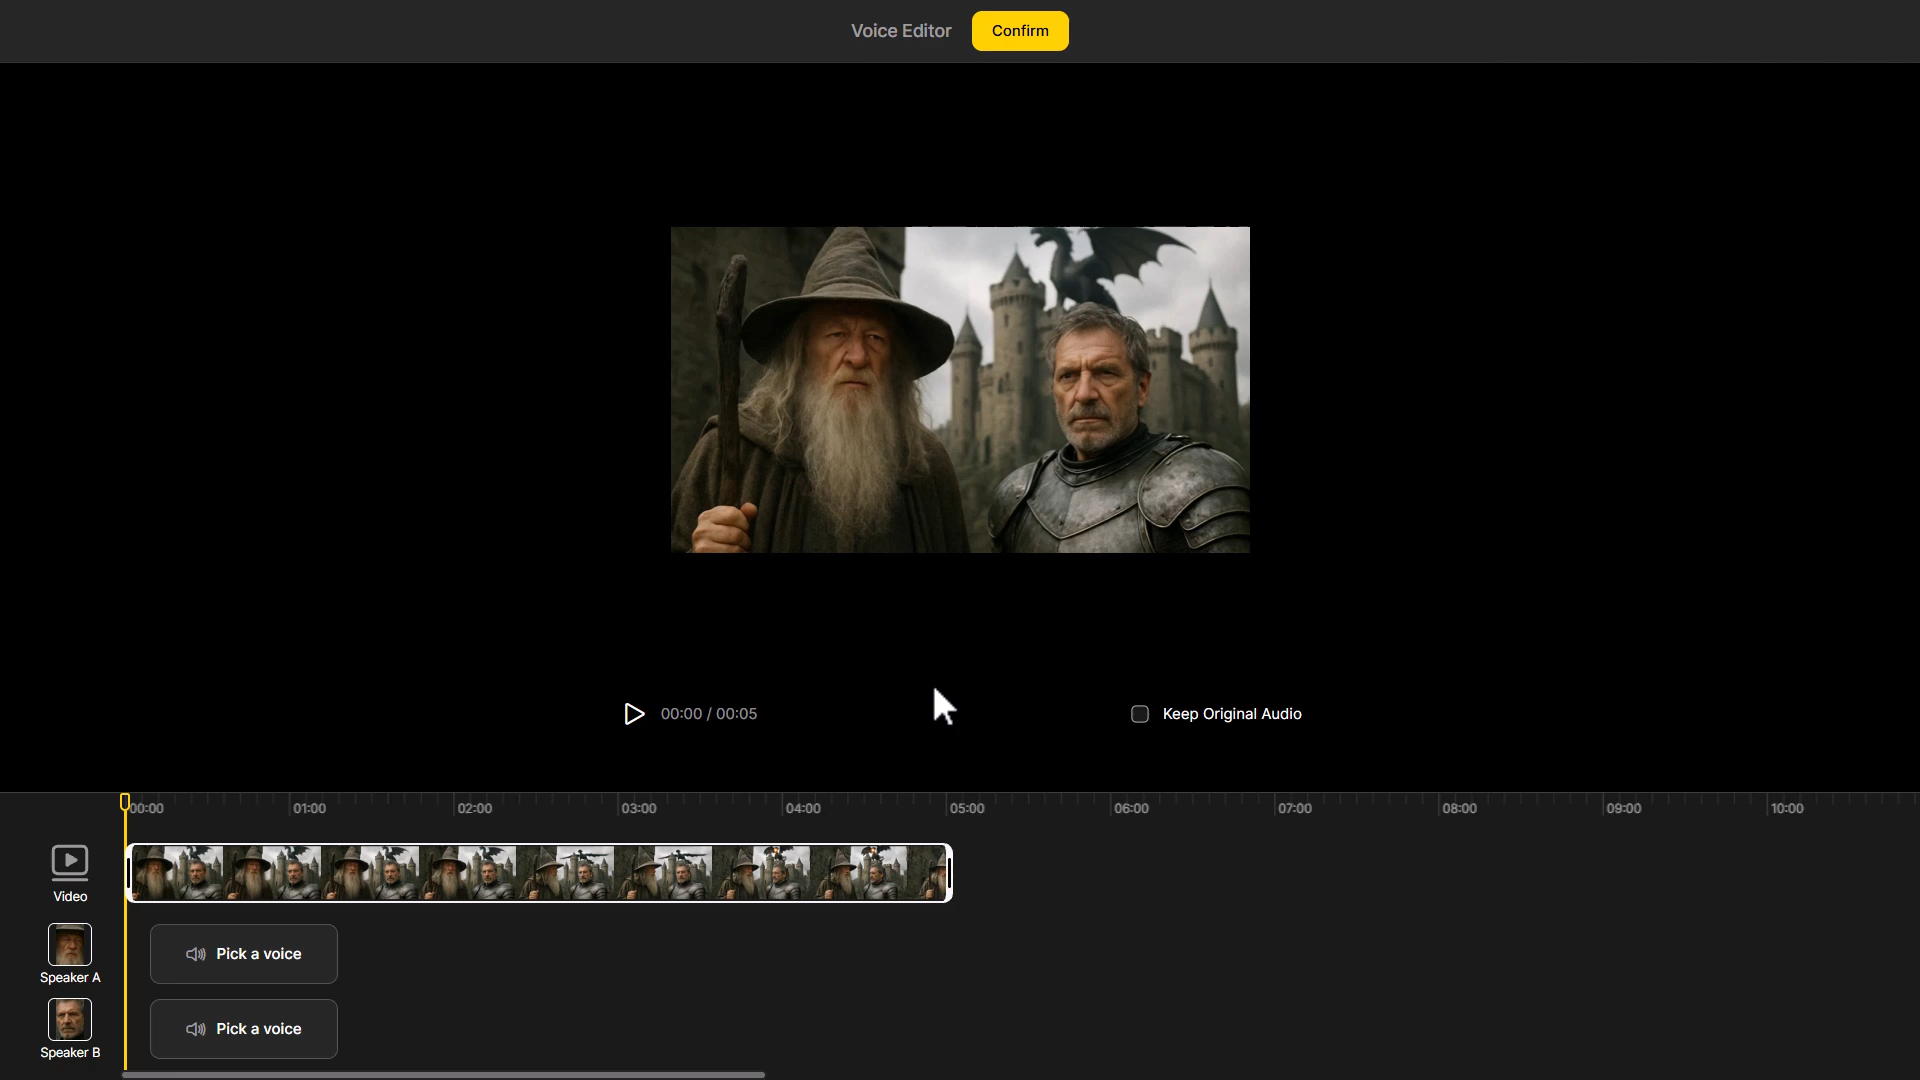 Voice Editor
Confirm
00:00 / 00:05
Keep Original Audio
00:00 01:00 02:00 03:00 04:00 05:00 06:00 07:00 08:00 09:00 10:00
Video
Speaker A
Pick a voice
Speaker B
Pick a voice